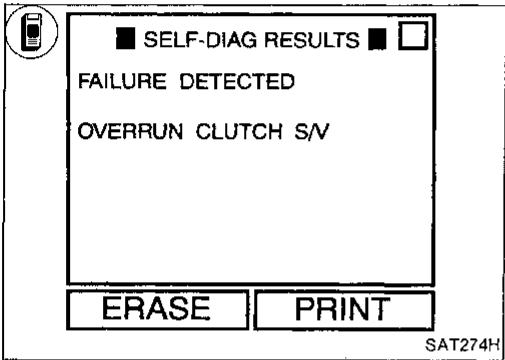 ■ SELF-DIAG RESULTS ■ □
FAILURE DETECTED
OVERRUN CLUTCH S/V
ERASE PRINT
SAT274H